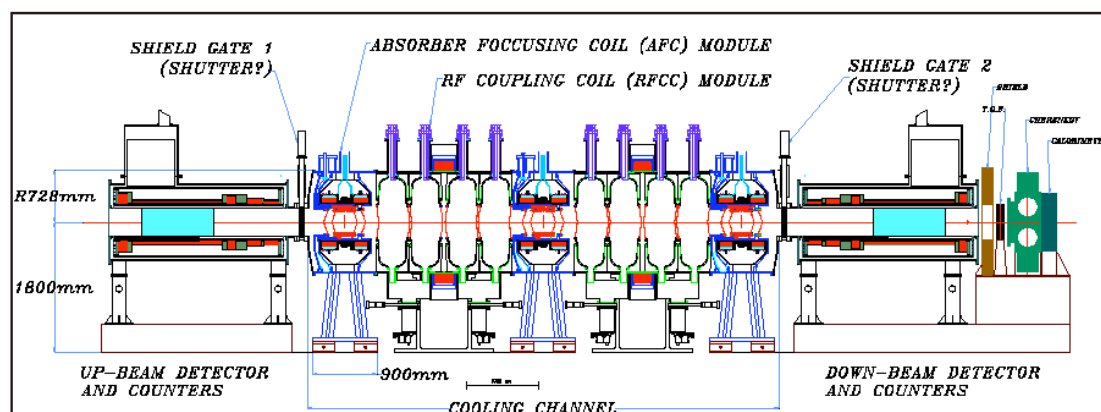 SHIELD GATE 1
(SHUTTER?)
ABSORBER FOCCUSING COIL (AFC) MODULE
RF COUPLING COIL (RFCC) MODULE
SHIELD GATE 2
(SHUTTER?)
SHIELD
T.O.F.
CHERENKOV
CALORIMETER
R728mm
1800mm
UP-BEAM DETECTOR
AND COUNTERS
900mm
COOLING CHANNEL
DOWN-BEAM DETECTOR
AND COUNTERS